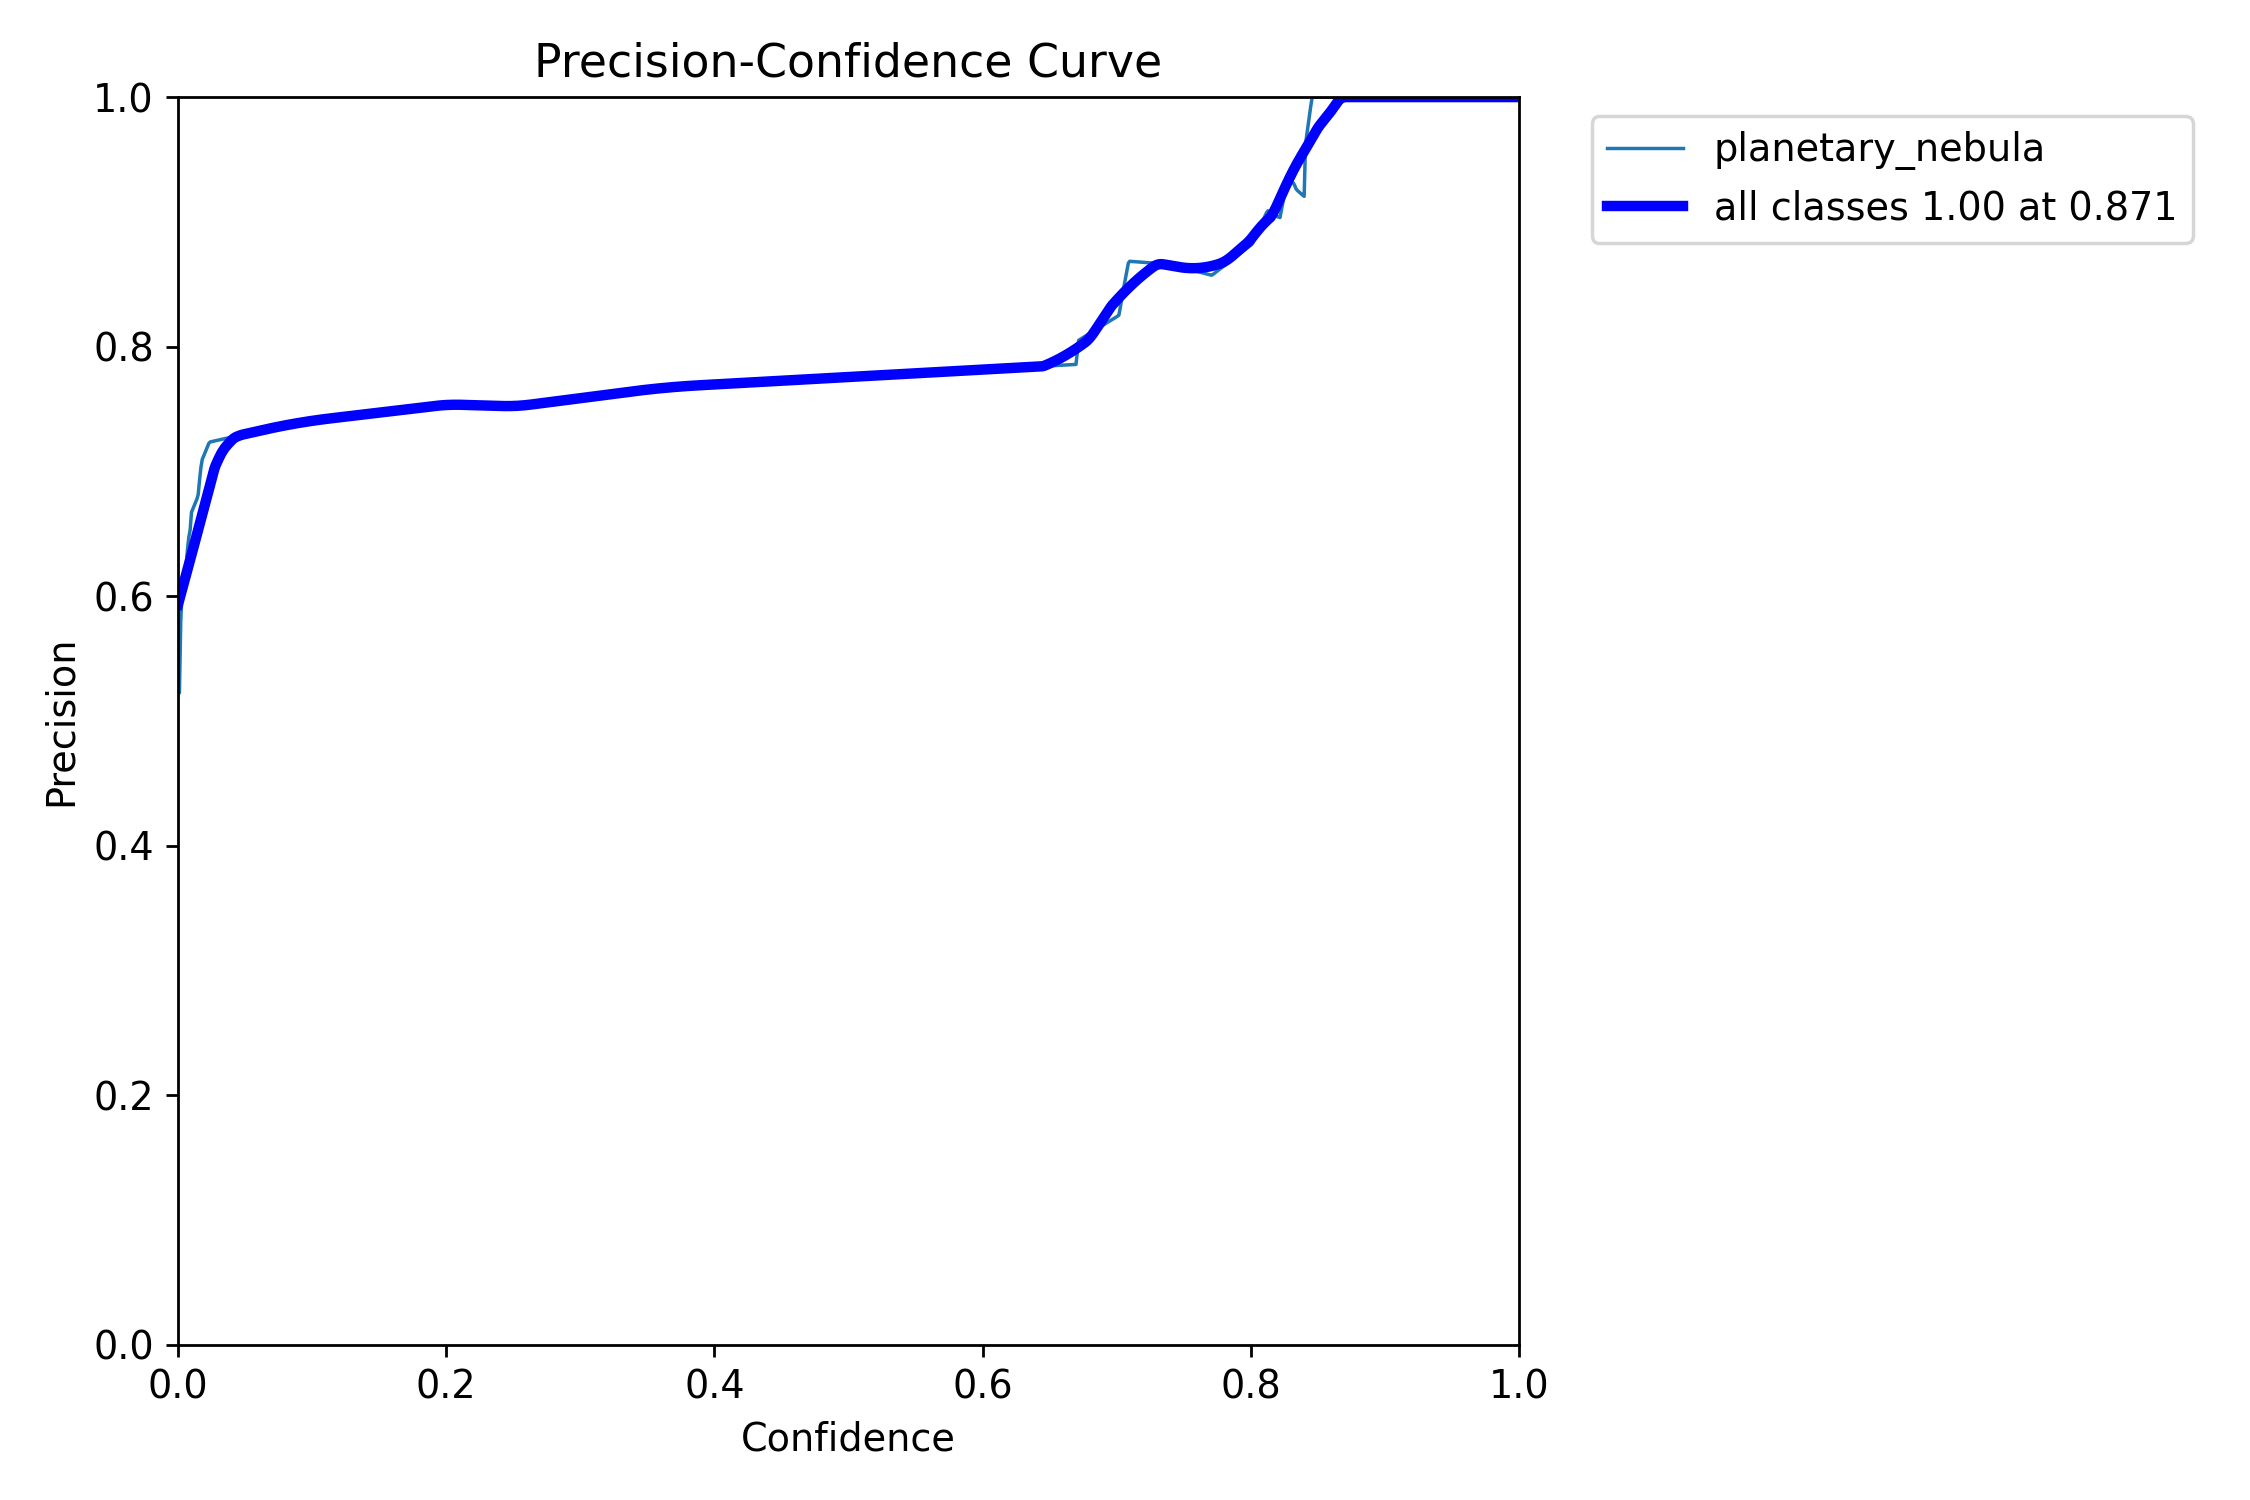 Precision-Confidence Curve
1.0
0.8
0.6
0.4
0.2
0.0
Precision
0.0 0.2 0.4 0.6 0.8 1.0
Confidence
planetary_nebula
all classes 1.00 at 0.871